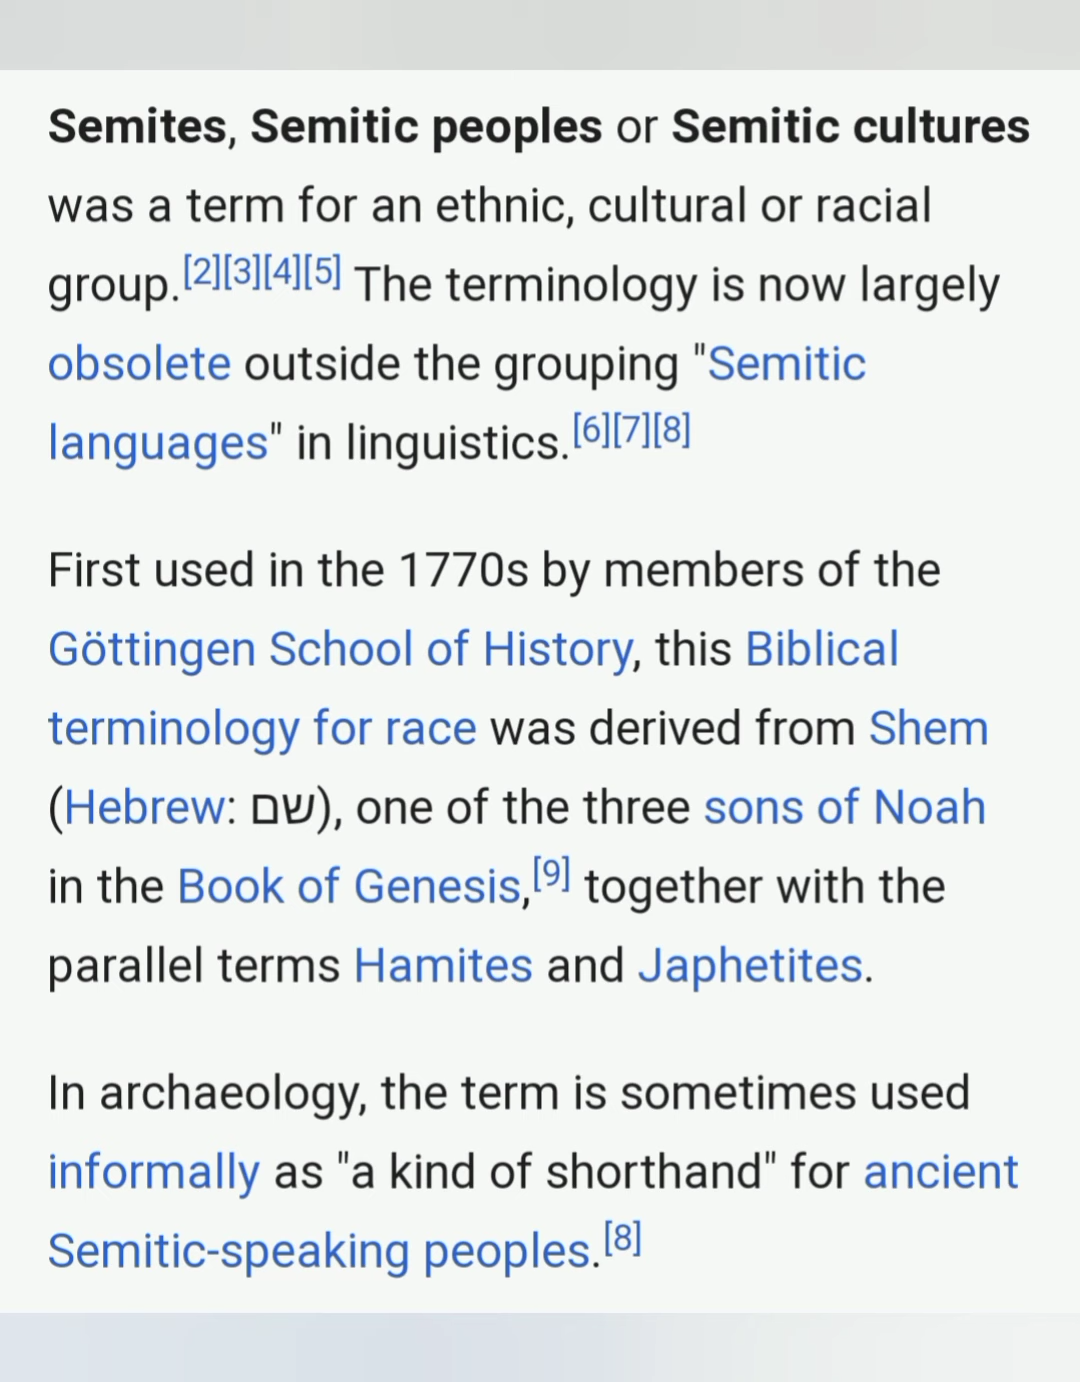 Semites, Semitic peoples or Semitic cultures
was a term for an ethnic, cultural or racial
group.[2][3][4][5] The terminology is now largely
obsolete outside the grouping "Semitic
languages" in linguistics.[6][7][8]
First used in the 1770s by members of the
Göttingen School of History, this Biblical
terminology for race was derived from Shem
(Hebrew: שם), one of the three sons of Noah
in the Book of Genesis,[9] together with the
parallel terms Hamites and Japhetites.
In archaeology, the term is sometimes used
informally as "a kind of shorthand" for ancient
Semitic-speaking peoples.[8]